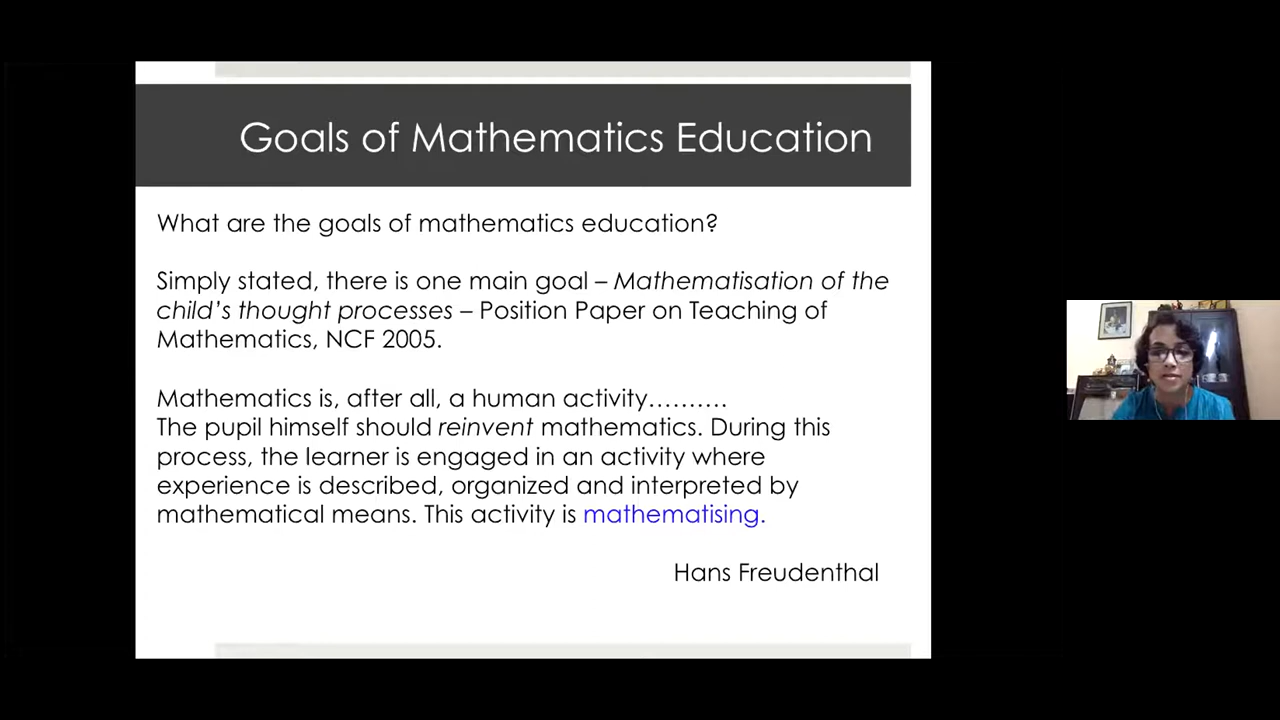 Goals of Mathematics Education
What are the goals of mathematics education?
Simply stated, there is one main goal – Mathematisation of the
child's thought processes – Position Paper on Teaching of
Mathematics, NCF 2005.
Mathematics is, after all, a human activity..........
The pupil himself should reinvent mathematics. During this
process, the learner is engaged in an activity where
experience is described, organized and interpreted by
mathematical means. This activity is mathematising.
Hans Freudenthal